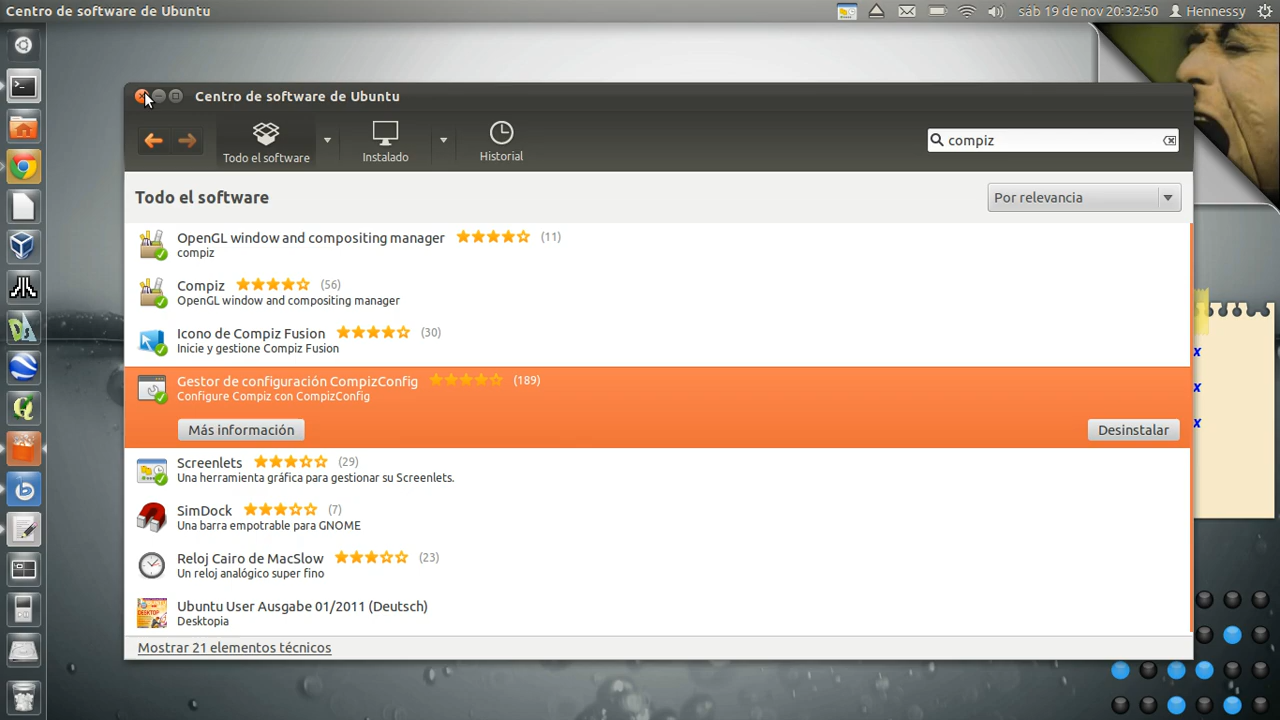 Centro de software de Ubuntu
sáb 19 de nov 20:32:50
Hennessy
Centro de software de Ubuntu
Todo el software
Instalado
Historial
compiz
Todo el software
Por relevancia
OpenGL window and compositing manager (11)
compiz
Compiz (56)
OpenGL window and compositing manager
Icono de Compiz Fusion (30)
Inicie y gestione Compiz Fusion
Gestor de configuración CompizConfig (189)
Configure Compiz con CompizConfig
Más información
Desinstalar
Screenlets (29)
Una herramienta gráfica para gestionar su Screenlets.
SimDock (7)
Una barra empotrable para GNOME
Reloj Cairo de MacSlow (23)
Un reloj analógico super fino
Ubuntu User Ausgabe 01/2011 (Deutsch)
Desktopia
Mostrar 21 elementos técnicos
x
x
x